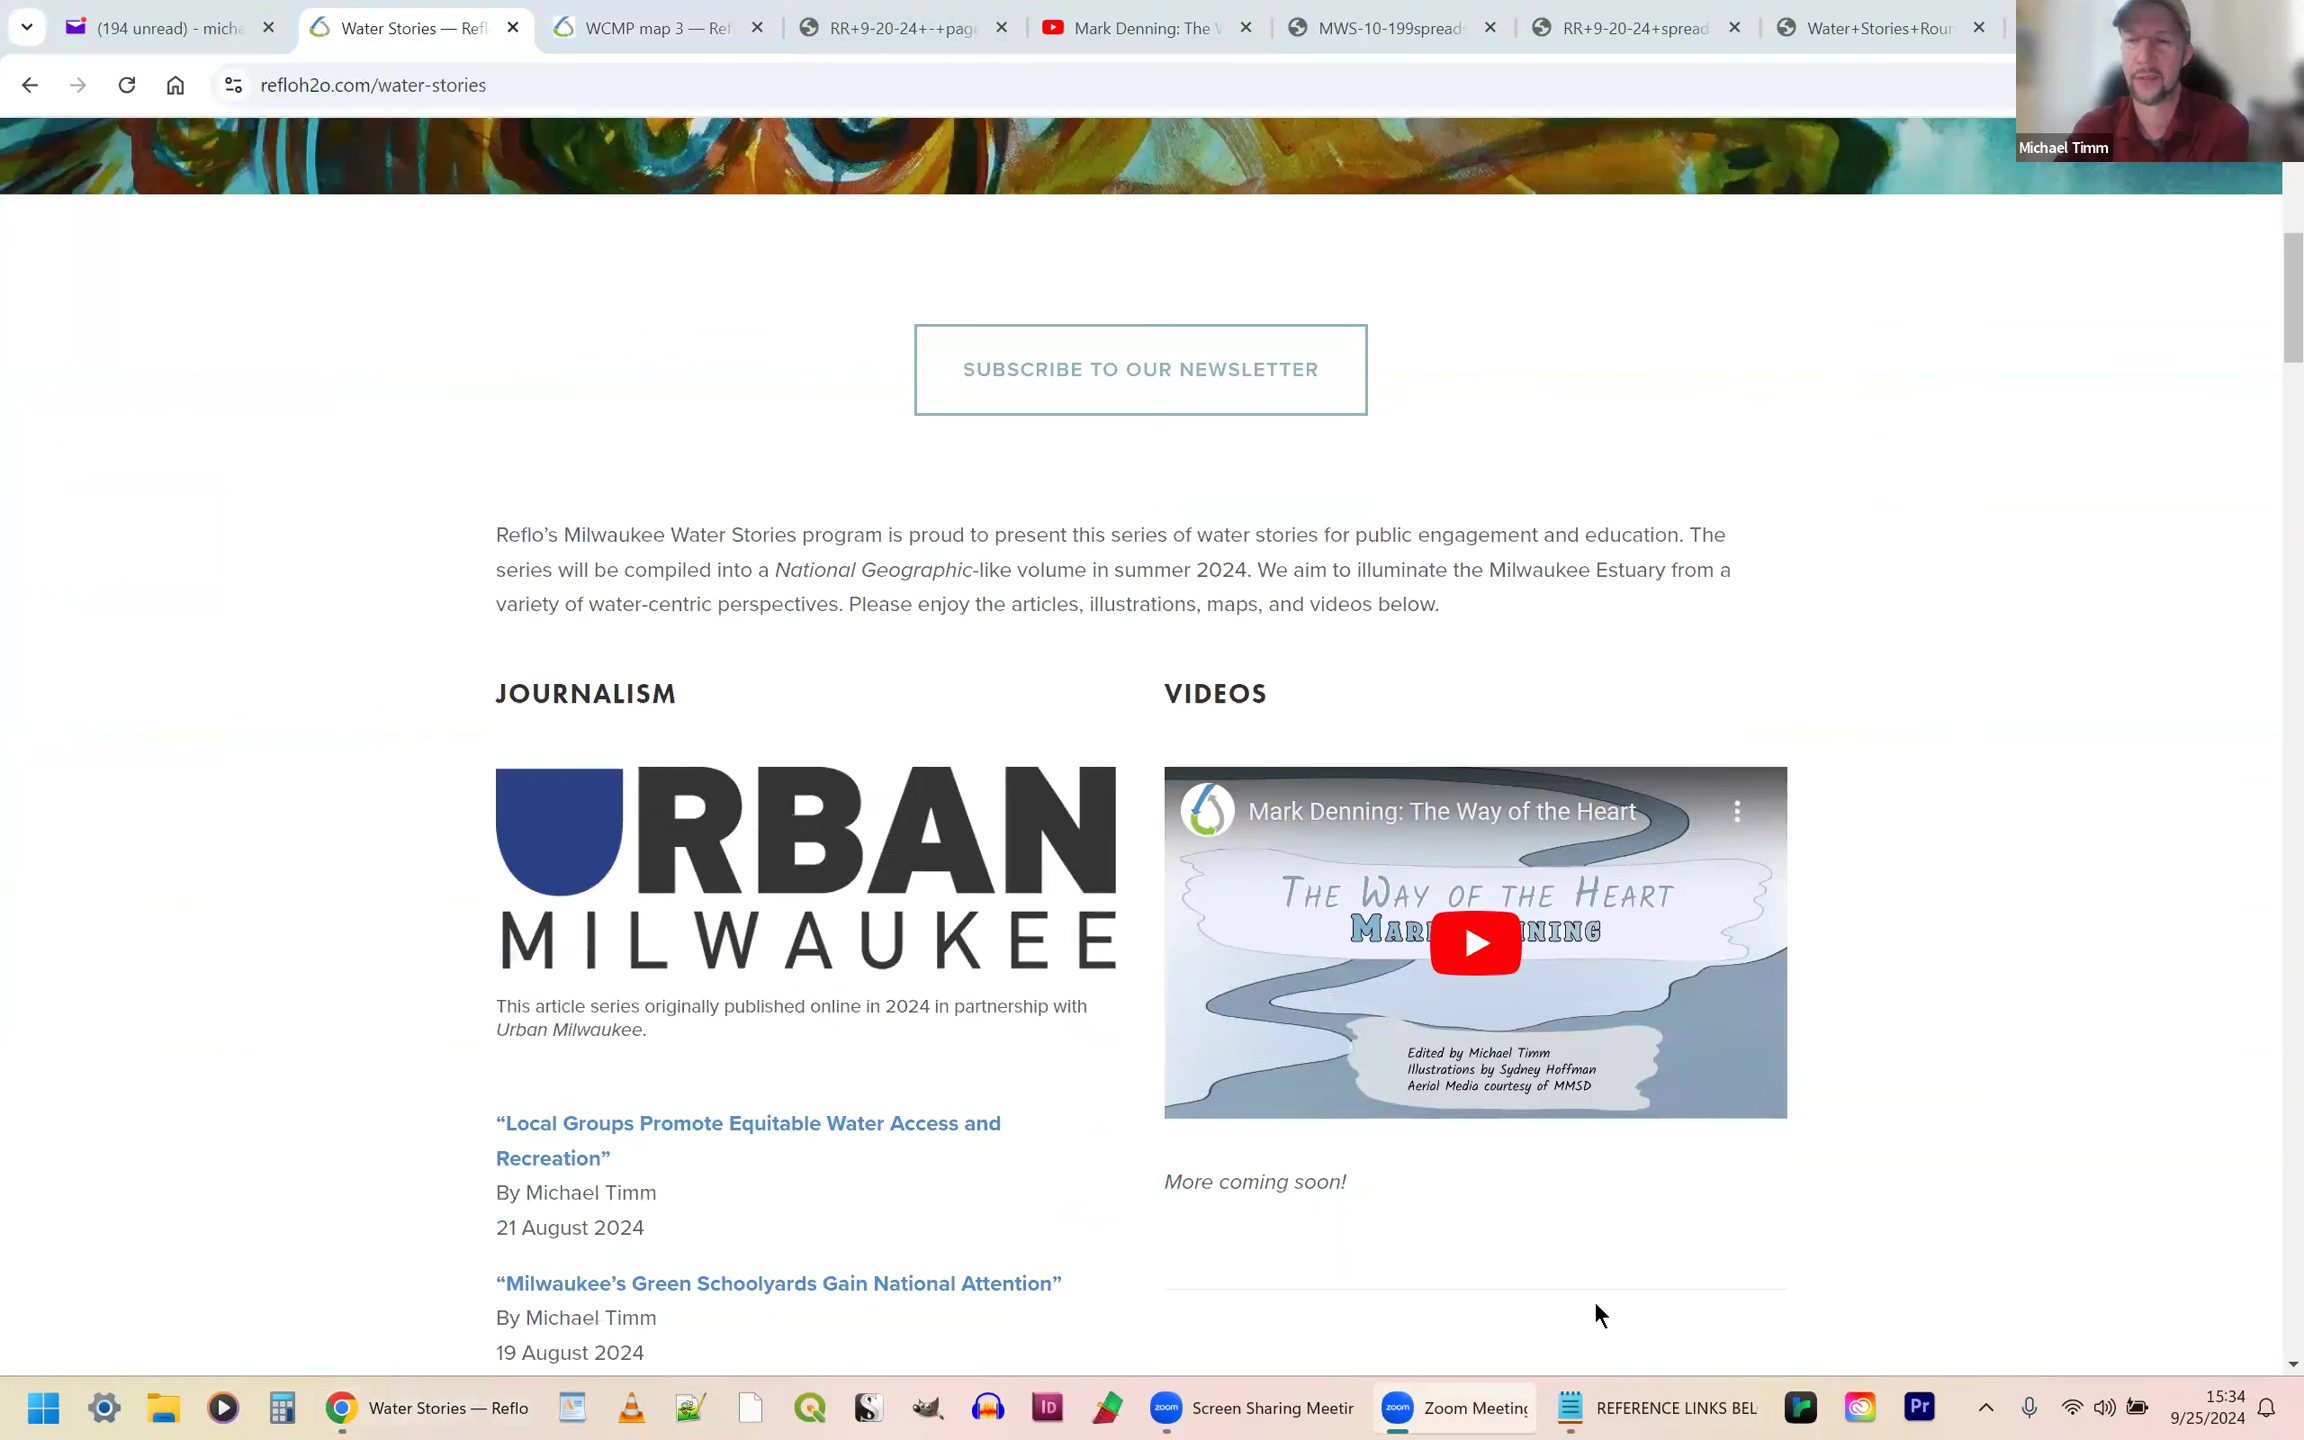 (194 unread) - micha
Water Stories — Refl
WCMP map 3 — Ref
RR+9-20-24+-+pag
Mark Denning: The W
MWS-10-199spread
RR+9-20-24+spread
Water+Stories+Rour
refloh2o.com/water-stories
Michael Timm
SUBSCRIBE TO OUR NEWSLETTER
Reflo’s Milwaukee Water Stories program is proud to present this series of water stories for public engagement and education. The
series will be compiled into a National Geographic-like volume in summer 2024. We aim to illuminate the Milwaukee Estuary from a
variety of water-centric perspectives. Please enjoy the articles, illustrations, maps, and videos below.
JOURNALISM
URBAN
MILWAUKEE
This article series originally published online in 2024 in partnership with
Urban Milwaukee.
“Local Groups Promote Equitable Water Access and
Recreation”
By Michael Timm
21 August 2024
“Milwaukee’s Green Schoolyards Gain National Attention”
By Michael Timm
19 August 2024
VIDEOS
Mark Denning: The Way of the Heart
THE WAY OF THE HEART
Edited by Michael Timm
Illustrations by Sydney Hoffman
Aerial Media courtesy of MMSD
More coming soon!
Water Stories — Reflo
zoom
Screen Sharing Meetir
zoom
Zoom Meeting
REFERENCE LINKS BEL
ID
Pr
15:34
9/25/2024